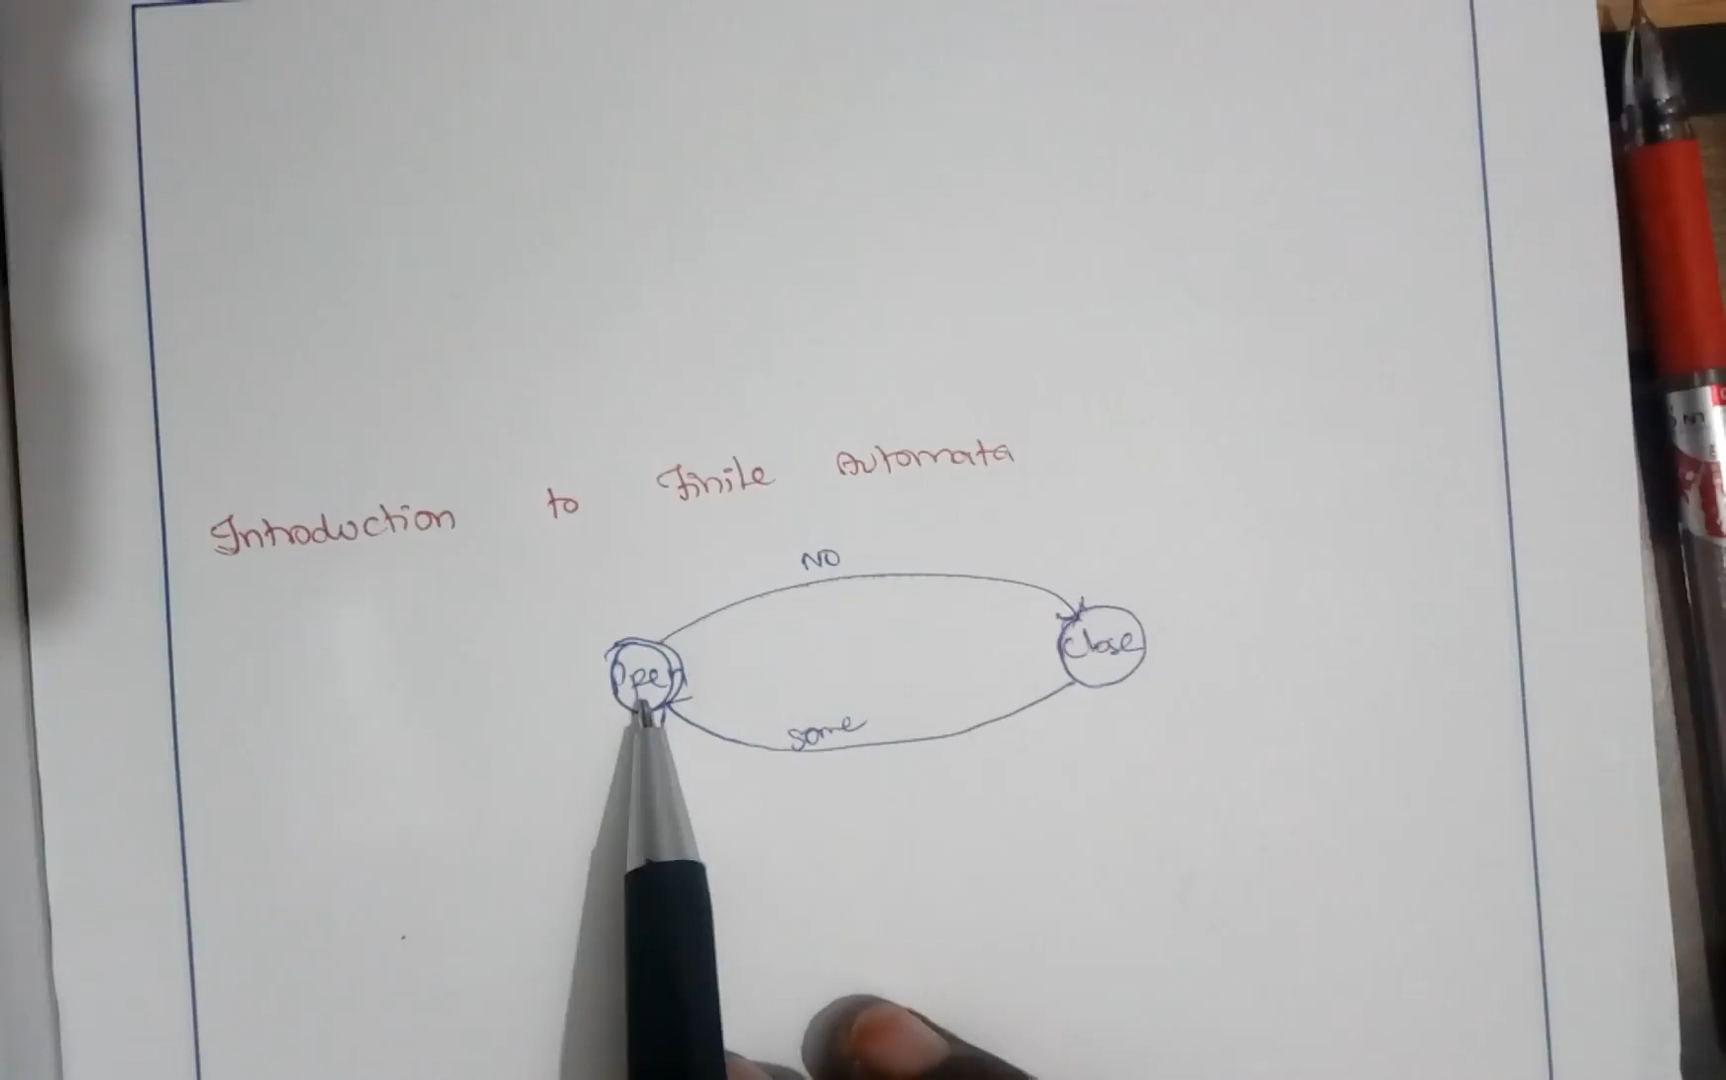 Introduction to Finite Automata
NO
Open
Close
some